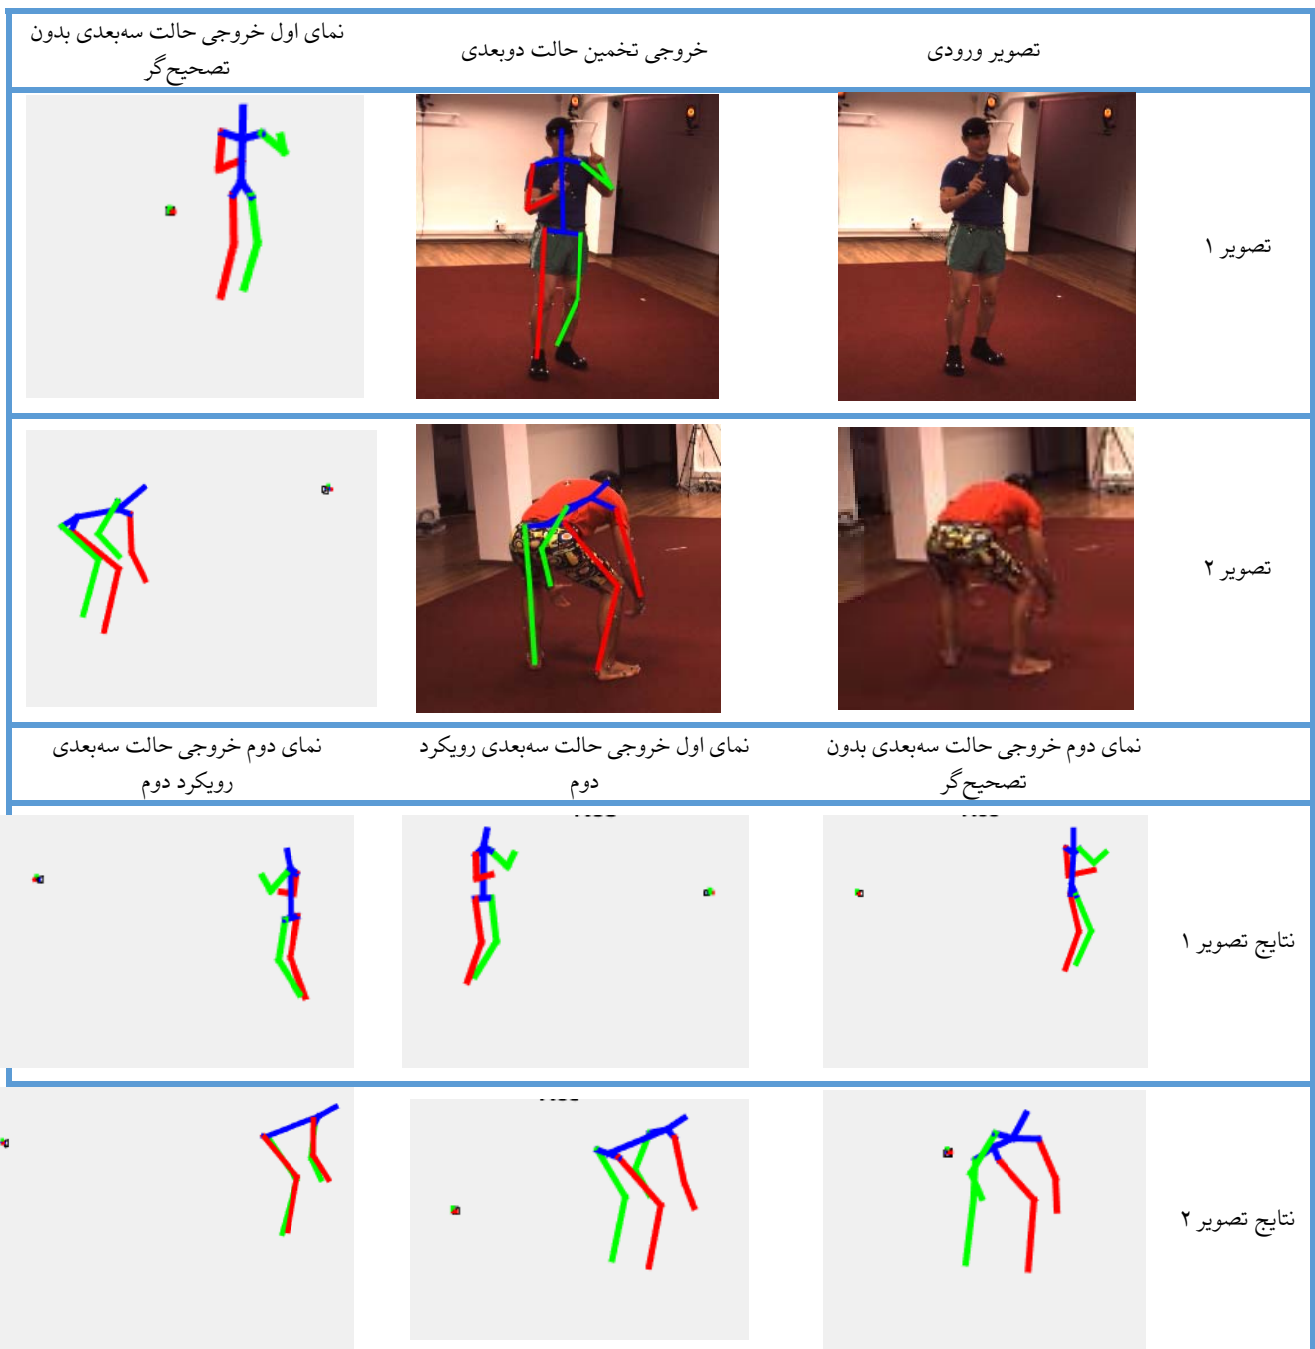 تصویر ورودی
خروجی تخمین حالت دوبعدی
نمای اول خروجی حالت سه‌بعدی بدون
تصحیح‌گر
تصویر ۱
تصویر ۲
نمای دوم خروجی حالت سه‌بعدی بدون
تصحیح‌گر
نمای اول خروجی حالت سه‌بعدی رویکرد
دوم
نمای دوم خروجی حالت سه‌بعدی
رویکرد دوم
نتایج تصویر ۱
نتایج تصویر ۲